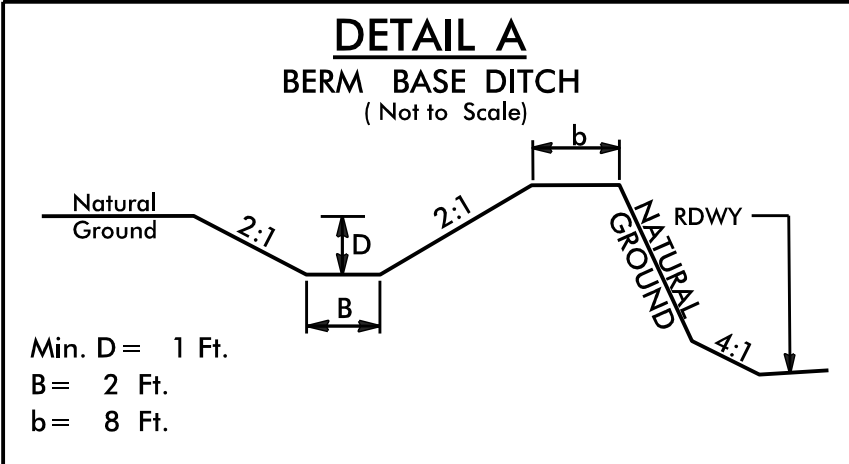 DETAIL A
BERM BASE DITCH
( Not to Scale)
b
Natural
Ground
2:1
D
2:1
NATURAL
GROUND
RDWY
B
4:1
Min. D = 1 Ft.
B = 2 Ft.
b = 8 Ft.